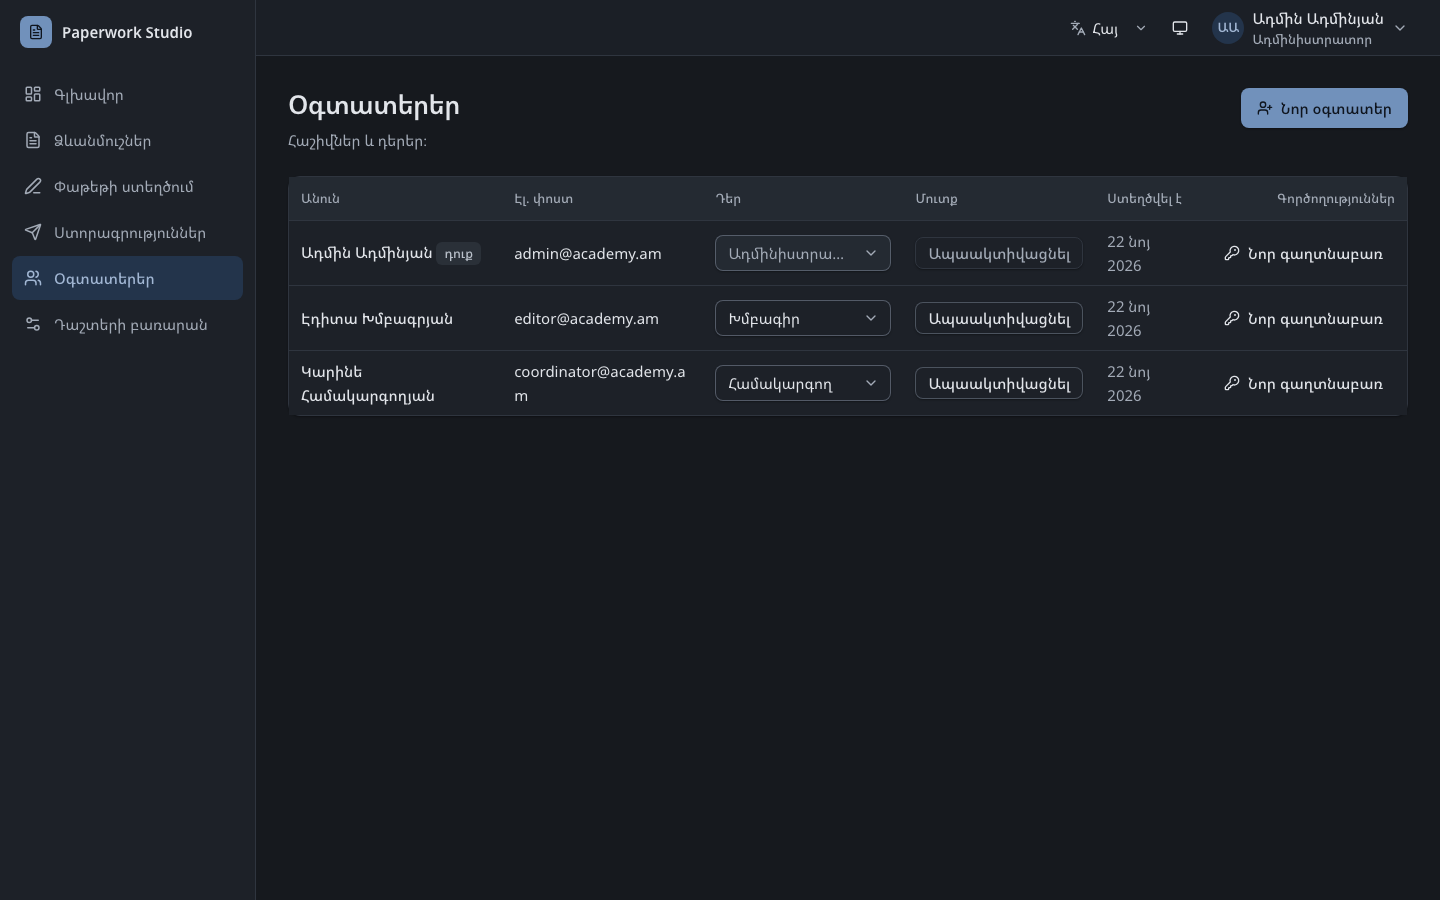 Paperwork Studio
Հայ
ԱԱ
Ադմին Ադմինյան
Ադմինիստրատոր
Գլխավոր
Ձևանմուշներ
Փաթեթի ստեղծում
Ստորագրություններ
Օգտատերեր
Դաշտերի բառարան
Օգտատերեր
Հաշիվներ և դերեր։
Նոր օգտատեր
Անուն Էլ. փոստ Դեր Մուտք Ստեղծվել է Գործողություններ
Ադմին Ադմինյան դուք admin@academy.am Ադմինիստրա... Ապաակտիվացնել 22 նոյ
2026
Նոր գաղտնաբառ
Էդիտա Խմբագրյան editor@academy.am Խմբագիր Ապաակտիվացնել 22 նոյ
2026
Նոր գաղտնաբառ
Կարինե
Համակարգողյան
coordinator@academy.a
m
Համակարգող Ապաակտիվացնել 22 նոյ
2026
Նոր գաղտնաբառ